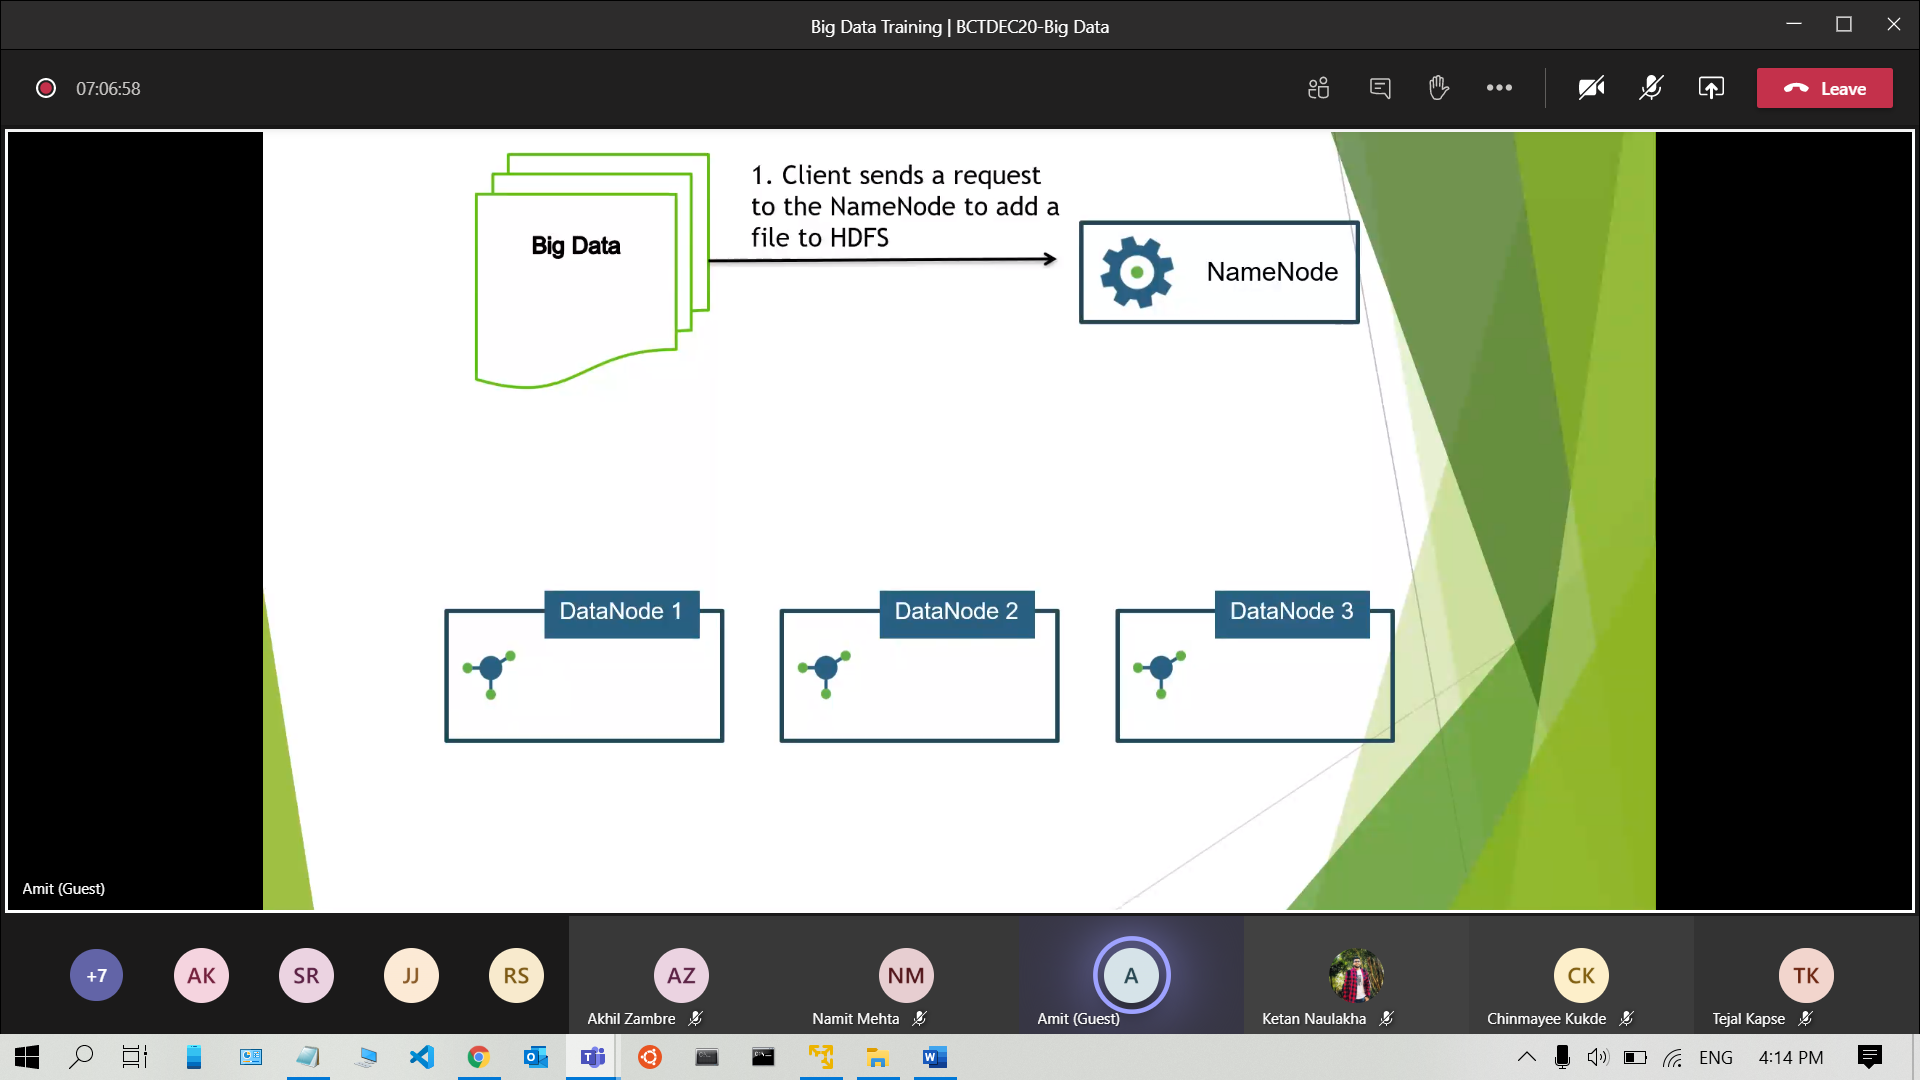 Big Data Training | BCTDEC20-Big Data
07:06:58
Leave
Big Data
1. Client sends a request
to the NameNode to add a
file to HDFS
NameNode
DataNode 1
DataNode 2
DataNode 3
Amit (Guest)
+7
AK
SR
JJ
RS
AZ
NM
A
CK
TK
Akhil Zambre
Namit Mehta
Amit (Guest)
Ketan Naulakha
Chinmayee Kukde
Tejal Kapse
ENG
4:14 PM